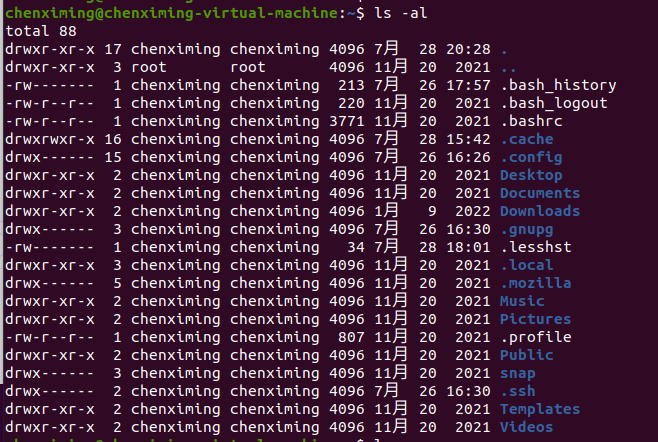 chenximing@chenximing-virtual-machine:~$ ls -al
total 88
drwxr-xr-x 17 chenximing chenximing 4096 7月  28 20:28 .
drwxr-xr-x  3 root       root       4096 11月 20  2021 ..
-rw-------  1 chenximing chenximing  213 7月  26 17:57 .bash_history
-rw-r--r--  1 chenximing chenximing  220 11月 20  2021 .bash_logout
-rw-r--r--  1 chenximing chenximing 3771 11月 20  2021 .bashrc
drwxrwxr-x 16 chenximing chenximing 4096 7月  28 15:42 .cache
drwx------ 15 chenximing chenximing 4096 7月  26 16:26 .config
drwxr-xr-x  2 chenximing chenximing 4096 11月 20  2021 Desktop
drwxr-xr-x  2 chenximing chenximing 4096 11月 20  2021 Documents
drwxr-xr-x  2 chenximing chenximing 4096 1月   9  2022 Downloads
drwx------  3 chenximing chenximing 4096 7月  26 16:30 .gnupg
-rw-------  1 chenximing chenximing   34 7月  28 18:01 .lesshst
drwxr-xr-x  3 chenximing chenximing 4096 11月 20  2021 .local
drwx------  5 chenximing chenximing 4096 11月 20  2021 .mozilla
drwxr-xr-x  2 chenximing chenximing 4096 11月 20  2021 Music
drwxr-xr-x  2 chenximing chenximing 4096 11月 20  2021 Pictures
-rw-r--r--  1 chenximing chenximing  807 11月 20  2021 .profile
drwxr-xr-x  2 chenximing chenximing 4096 11月 20  2021 Public
drwx------  3 chenximing chenximing 4096 11月 20  2021 snap
drwx------  2 chenximing chenximing 4096 7月  26 16:30 .ssh
drwxr-xr-x  2 chenximing chenximing 4096 11月 20  2021 Templates
drwxr-xr-x  2 chenximing chenximing 4096 11月 20  2021 Videos